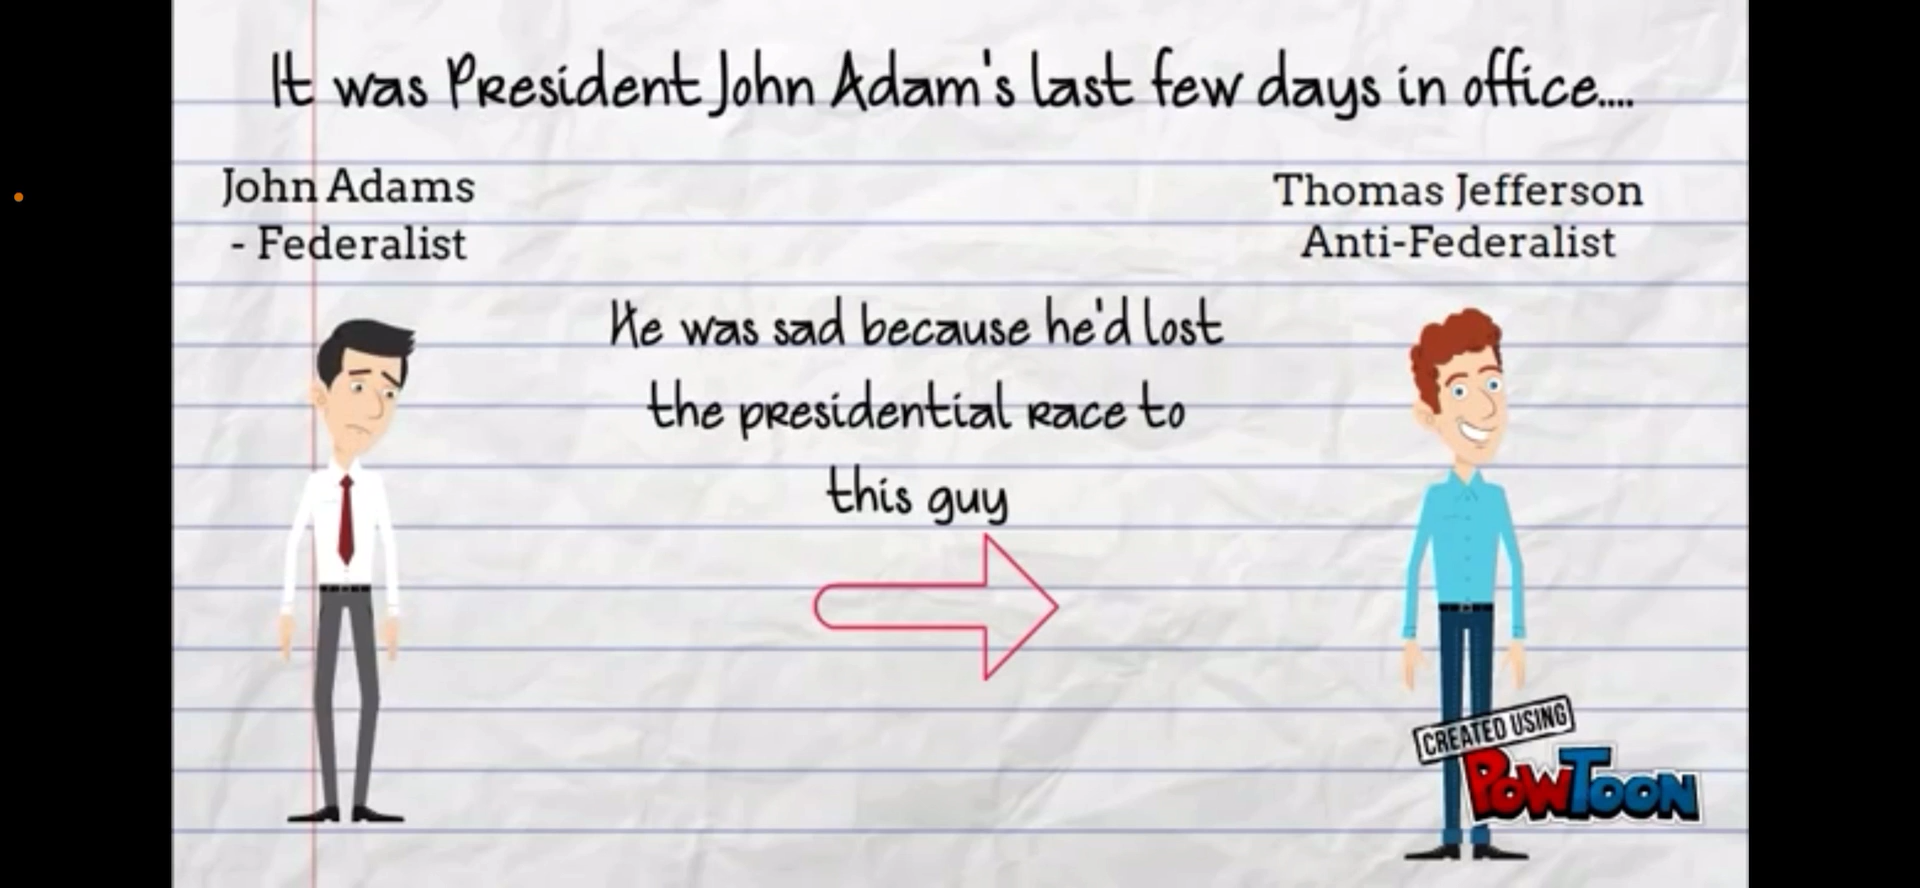 It was President John Adam's last few days in office....
John Adams
- Federalist
Thomas Jefferson
Anti-Federalist
He was sad because he'd lost
the presidential race to
this guy
CREATED USING
POWTOON